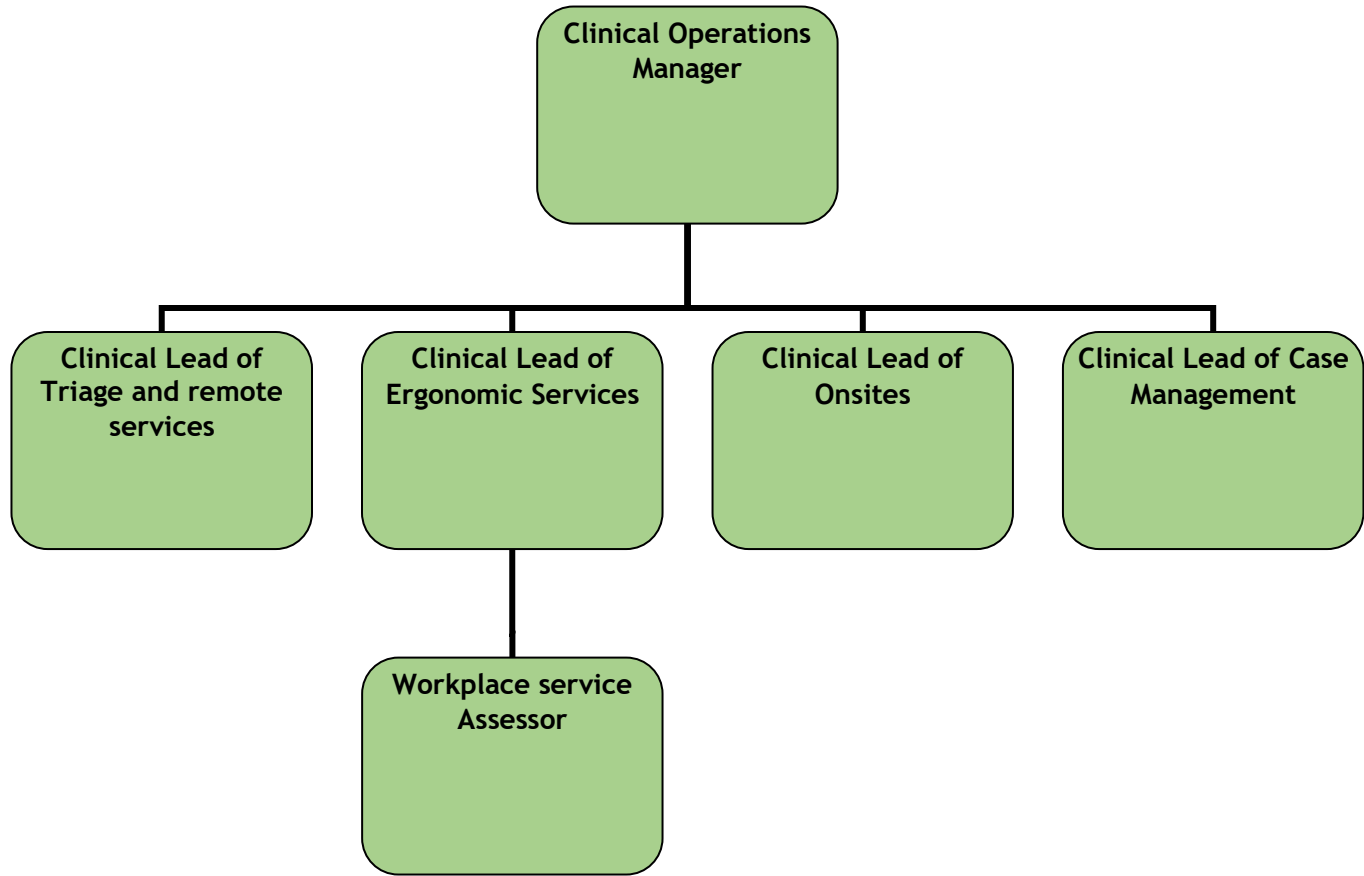 Clinical Operations
Manager
Clinical Lead of
Triage and remote
services
Clinical Lead of
Ergonomic Services
Clinical Lead of
Onsites
Clinical Lead of Case
Management
Workplace service
Assessor